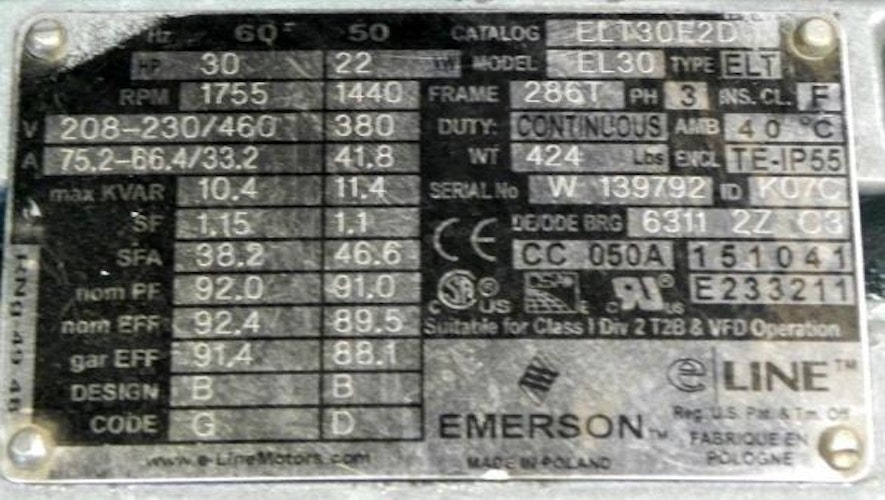 Hz 60 50 CATALOG ELT30E2D
HP 30 22 KW MODEL EL30 TYPE ELT
RPM 1755 1440 FRAME 286T PH 3 INS. CL. F
V 208-230/460 380 DUTY: CONTINUOUS AMB 40 °C
A 75.2-66.4/33.2 41.8 WT 424 Lbs ENCL TE-IP55
max KVAR 10.4 11.4 SERIAL No W 139792 ID K07C
SF 1.15 1.1 DE/ODE BRG 6311 2Z C3
SFA 38.2 46.6 CE CC 050A 151041
nom PF 92.0 91.0 E233211
nom EFF 92.4 89.5 Suitable for Class 1 Div 2 T2B & VFD Operation
gar EFF 91.4 88.1
DESIGN B B e LINE™
CODE G D EMERSON™ Reg. U.S. Pat. & T.m. Off
www.e-LineMotors.com MADE IN POLAND FABRIQUE EN
POLOGNE